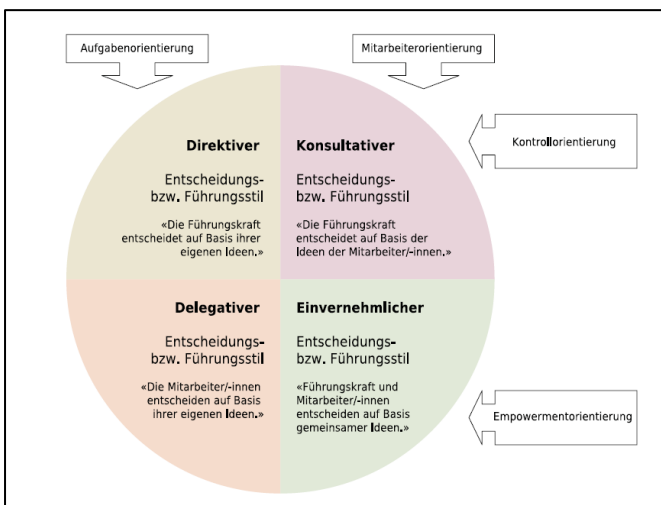 Aufgabenorientierung
Mitarbeiterorientierung
Kontrollorientierung
Direktiver
Entscheidungs-
bzw. Führungsstil
«Die Führungskraft
entscheidet auf Basis ihrer
eigenen Ideen.»
Konsultativer
Entscheidungs-
bzw. Führungsstil
«Die Führungskraft
entscheidet auf Basis der
Ideen der Mitarbeiter/-innen.»
Delegativer
Entscheidungs-
bzw. Führungsstil
«Die Mitarbeiter/-innen
entscheiden auf Basis
ihrer eigenen Ideen.»
Einvernehmlicher
Entscheidungs-
bzw. Führungsstil
«Führungskraft und
Mitarbeiter/-innen
entscheiden auf Basis
gemeinsamer Ideen.»
Empowermentorientierung